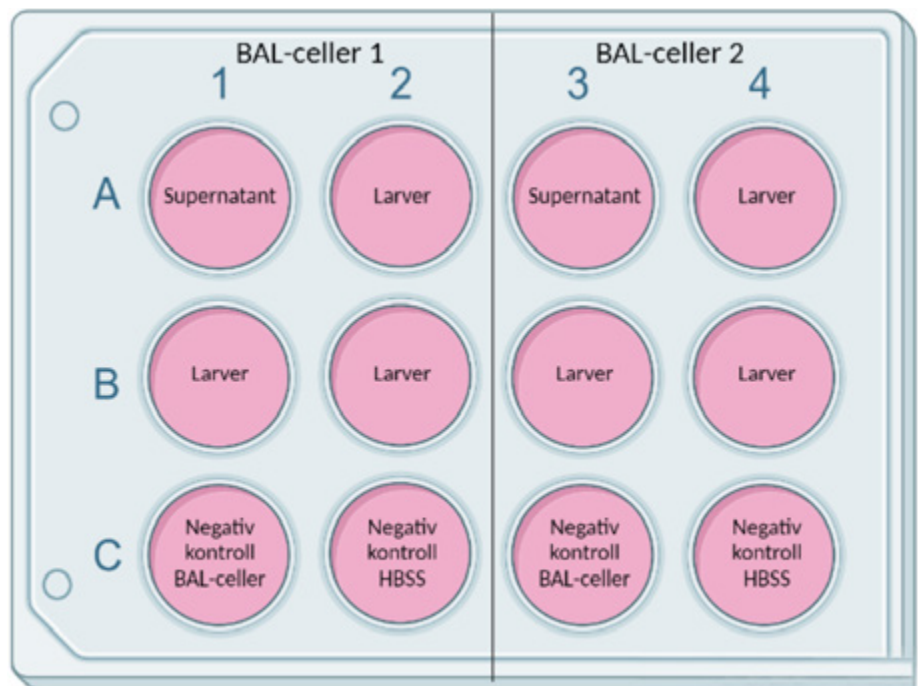 BAL-celler 1 BAL-celler 2
1 2 3 4
A Supernatant Larver Supernatant Larver
B Larver Larver Larver Larver
C
Negativ
kontroll
BAL-celler
Negativ
kontroll
HBSS
Negativ
kontroll
BAL-celler
Negativ
kontroll
HBSS